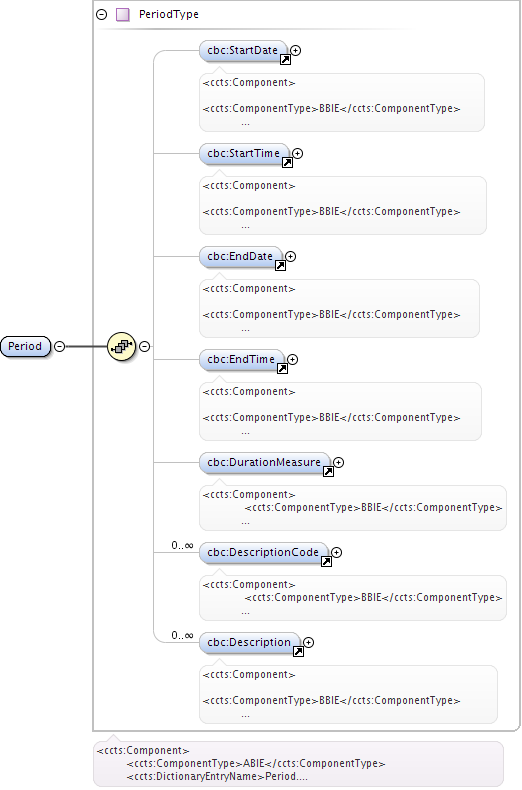 PeriodType
cbc:StartDate
<ccts:Component>
<ccts:ComponentType>BBIE</ccts:ComponentType>
...
cbc:StartTime
<ccts:Component>
<ccts:ComponentType>BBIE</ccts:ComponentType>
...
cbc:EndDate
<ccts:Component>
<ccts:ComponentType>BBIE</ccts:ComponentType>
...
Period
cbc:EndTime
<ccts:Component>
<ccts:ComponentType>BBIE</ccts:ComponentType>
...
cbc:DurationMeasure
<ccts:Component>
<ccts:ComponentType>BBIE</ccts:ComponentType>
...
0..∞ cbc:DescriptionCode
<ccts:Component>
<ccts:ComponentType>BBIE</ccts:ComponentType>
...
0..∞ cbc:Description
<ccts:Component>
<ccts:ComponentType>BBIE</ccts:ComponentType>
...
<ccts:Component>
<ccts:ComponentType>ABIE</ccts:ComponentType>
<ccts:DictionaryEntryName>Period....